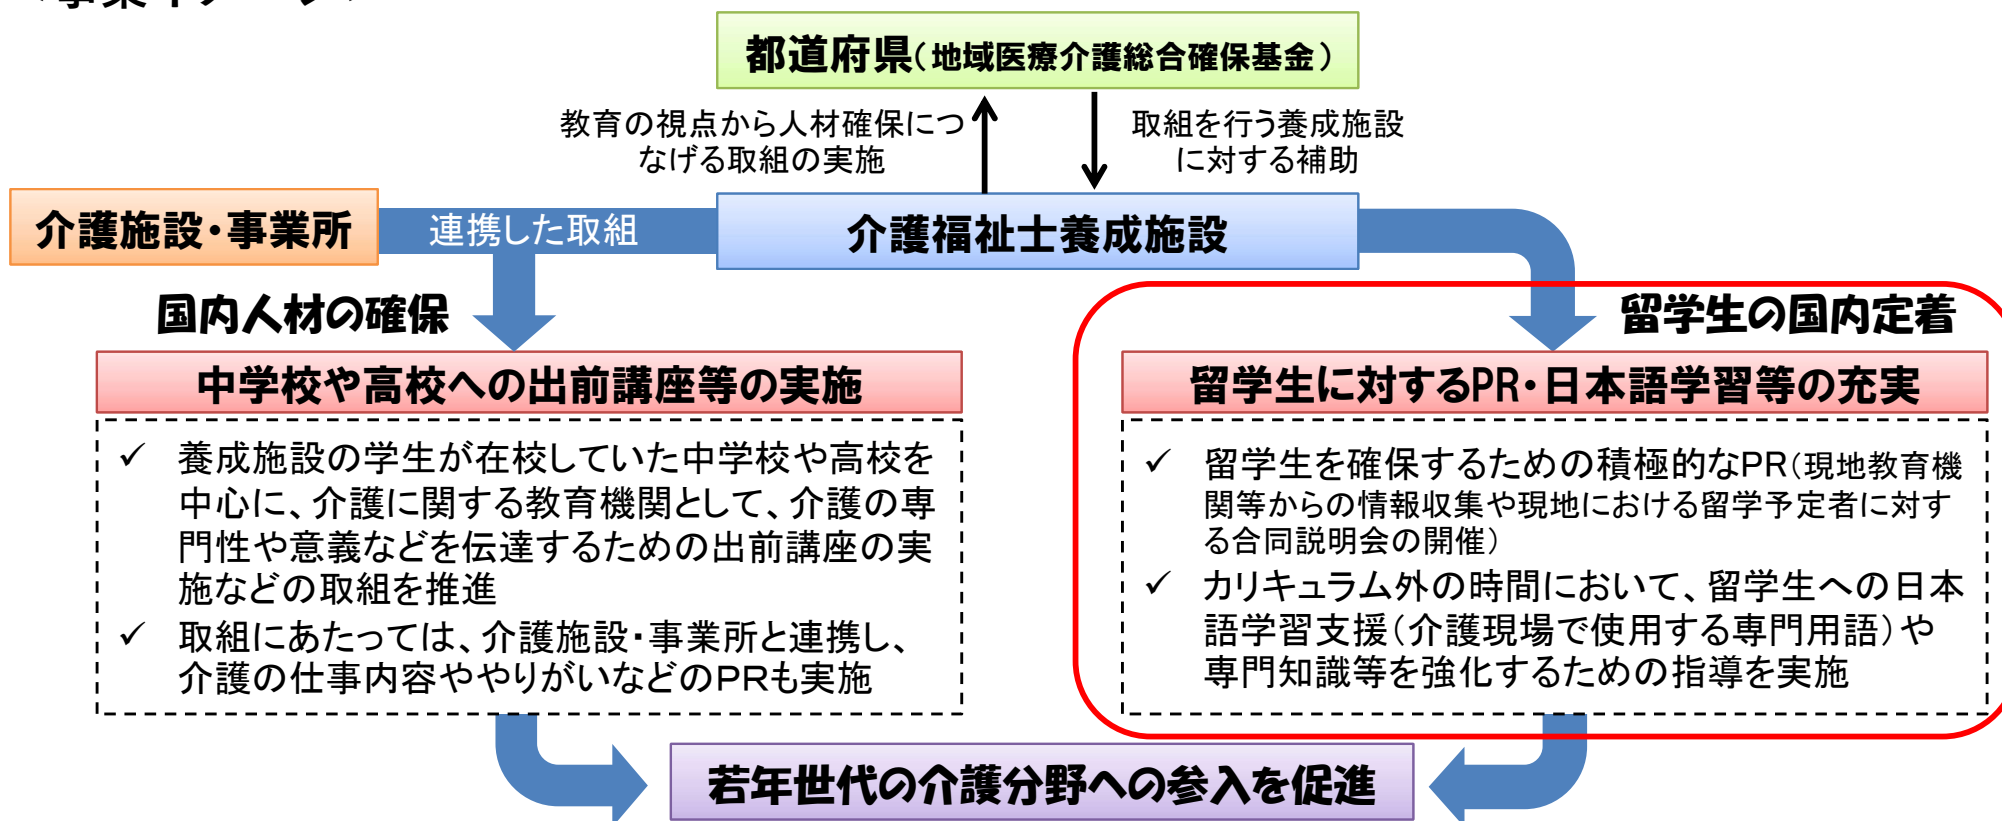 都道府県(地域医療介護総合確保基金)
教育の視点から人材確保につ
なげる取組の実施
取組を行う養成施設
に対する補助
介護施設・事業所
連携した取組
介護福祉士養成施設
国内人材の確保
留学生の国内定着
中学校や高校への出前講座等の実施
✓ 養成施設の学生が在校していた中学校や高校を
中心に、介護に関する教育機関として、介護の専
門性や意義などを伝達するための出前講座の実
施などの取組を推進
✓ 取組にあたっては、介護施設・事業所と連携し、
介護の仕事内容ややりがいなどのPRも実施
留学生に対するPR・日本語学習等の充実
✓ 留学生を確保するための積極的なPR(現地教育機
関等からの情報収集や現地における留学予定者に対す
る合同説明会の開催)
✓ カリキュラム外の時間において、留学生への日本
語学習支援(介護現場で使用する専門用語)や
専門知識等を強化するための指導を実施
若年世代の介護分野への参入を促進